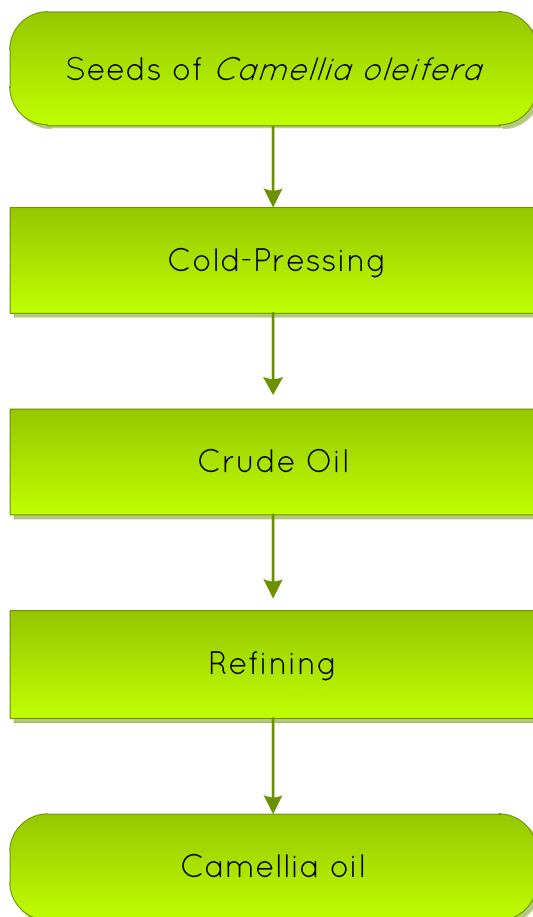 Seeds of Camellia oleifera
Cold-Pressing
Crude Oil
Refining
Camellia oil